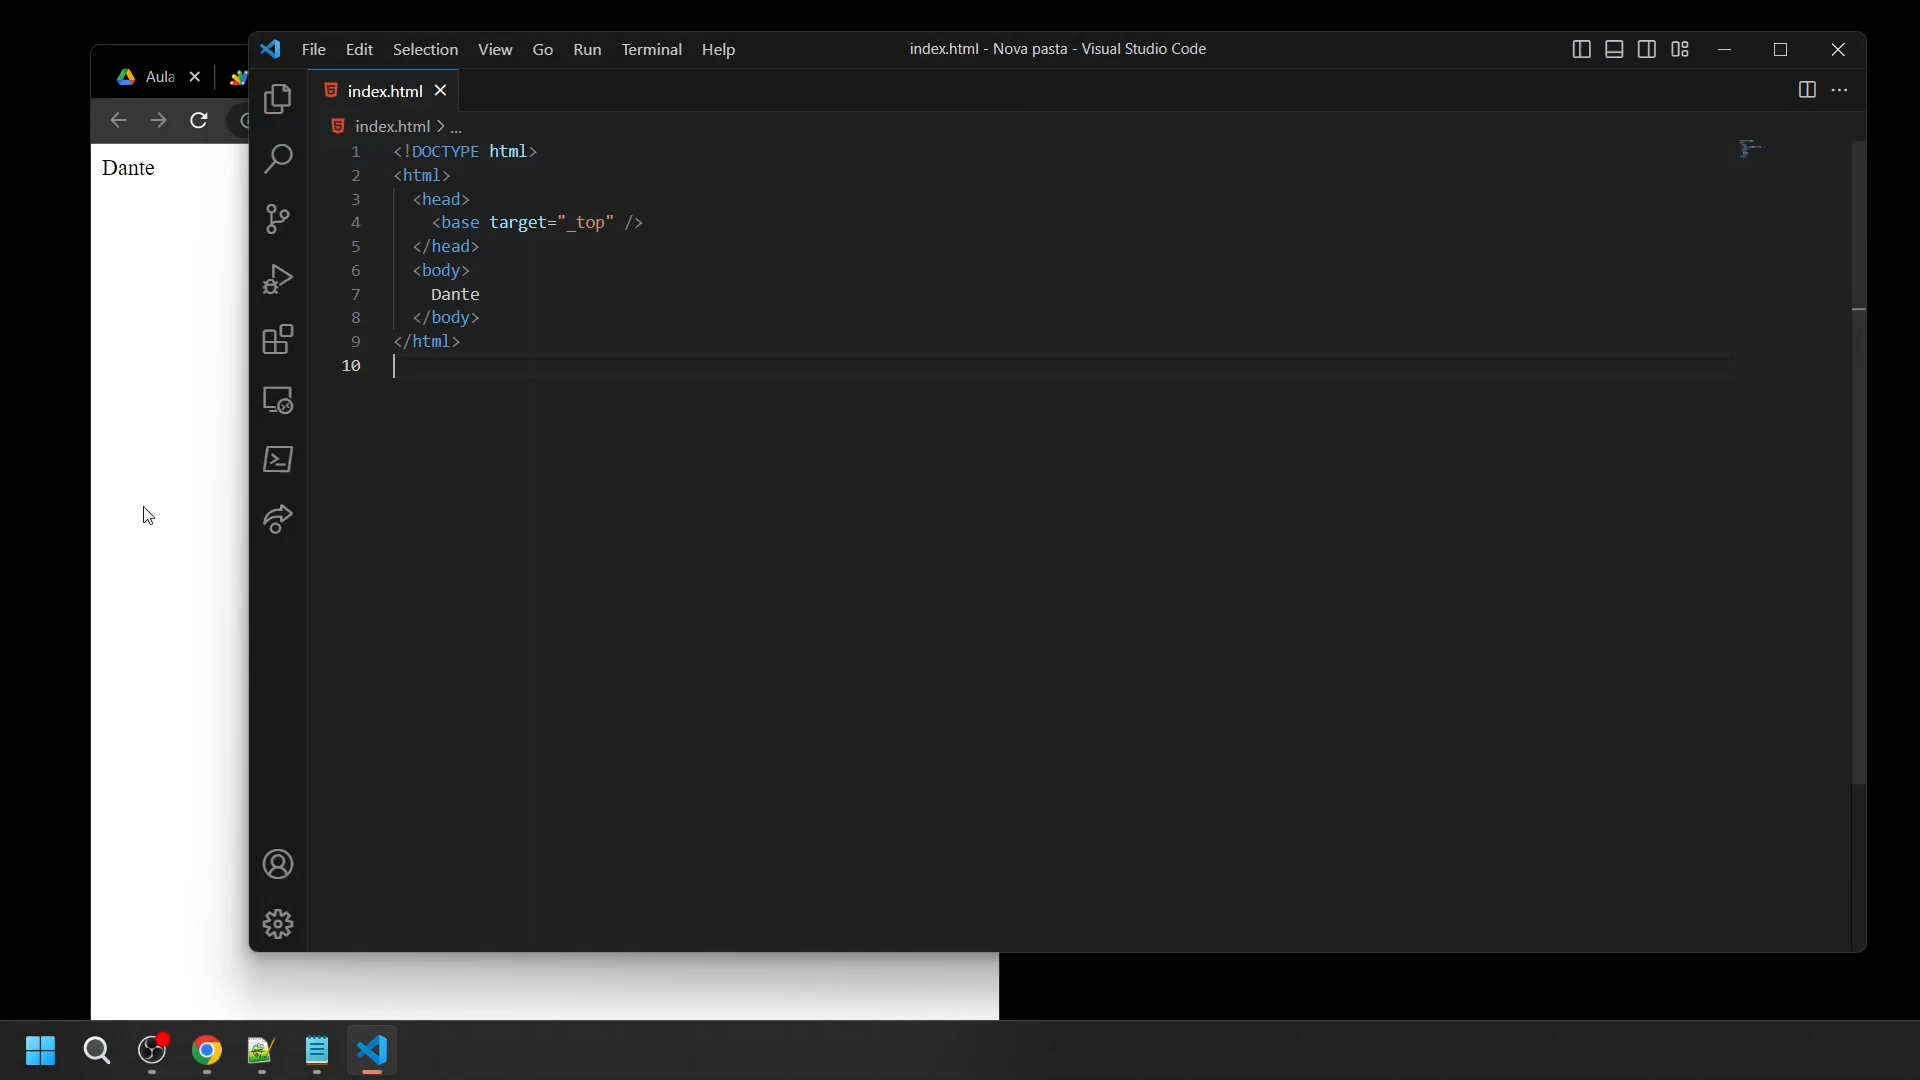 Aula
Dante
File Edit Selection View Go Run Terminal Help
index.html - Nova pasta - Visual Studio Code
index.html
index.html > ...
1 <!DOCTYPE html>
2 <html>
3 <head>
4 <base target="_top" />
5 </head>
6 <body>
7 Dante
8 </body>
9 </html>
10